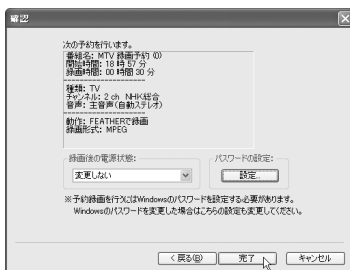 確認
次の予約を行います。
番組名: MTV 録画予約 (1)
開始時間: 18 時 57 分
録画時間: 00 時間 30 分
--------------------
種類: TV
チャンネル: 2 ch  NHK総合
音声: 主音声(自動ステレオ)
--------------------
動作: FEATHERで録画
録画形式: MPEG
録画後の電源状態:
変更しない
パスワードの設定:
設定...
※予約録画を行うにはWindowsのパスワードを設定する必要があります。
Windowsのパスワードを変更した場合はこちらの設定も変更してください。
< 戻る(B)
完了
キャンセル